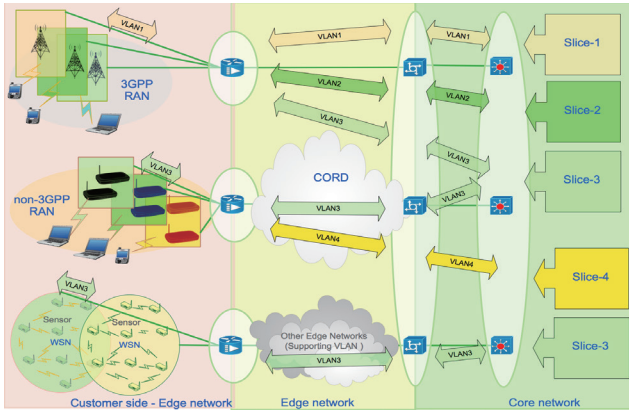 VLAN1
VLAN1
VLAN1
Slice-1
3GPP
RAN
VLAN2
VLAN2
Slice-2
VLAN3
VLAN3
VLAN3
Slice-3
non-3GPP
RAN
CORD
VLAN3
VLAN3
VLAN4
VLAN4
Slice-4
VLAN3
Sensor
WSN
Sensor
WSN
Other Edge Networks
(Supporting VLAN )
VLAN3
VLAN3
Slice-3
Customer side - Edge network
Edge network
Core network